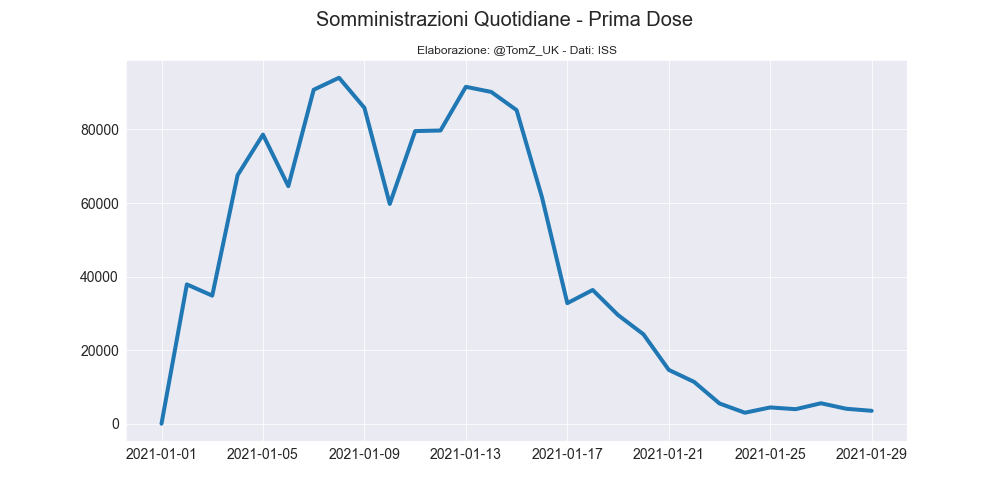 Somministrazioni Quotidiane - Prima Dose
Elaborazione: @TomZ_UK - Dati: ISS
80000
60000
40000
20000
0
2021-01-01 2021-01-05 2021-01-09 2021-01-13 2021-01-17 2021-01-21 2021-01-25 2021-01-29